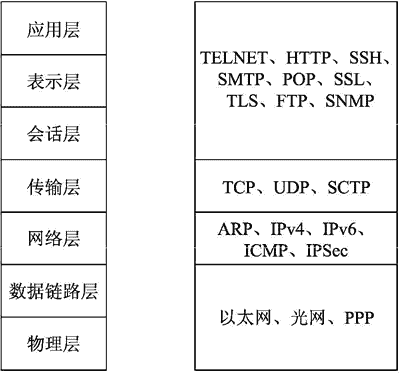 应用层
表示层
会话层
传输层
网络层
数据链路层
物理层
TELNET、HTTP、SSH、
SMTP、POP、SSL、
TLS、FTP、SNMP
TCP、UDP、SCTP
ARP、IPv4、IPv6、
ICMP、IPSec
以太网、光网、PPP